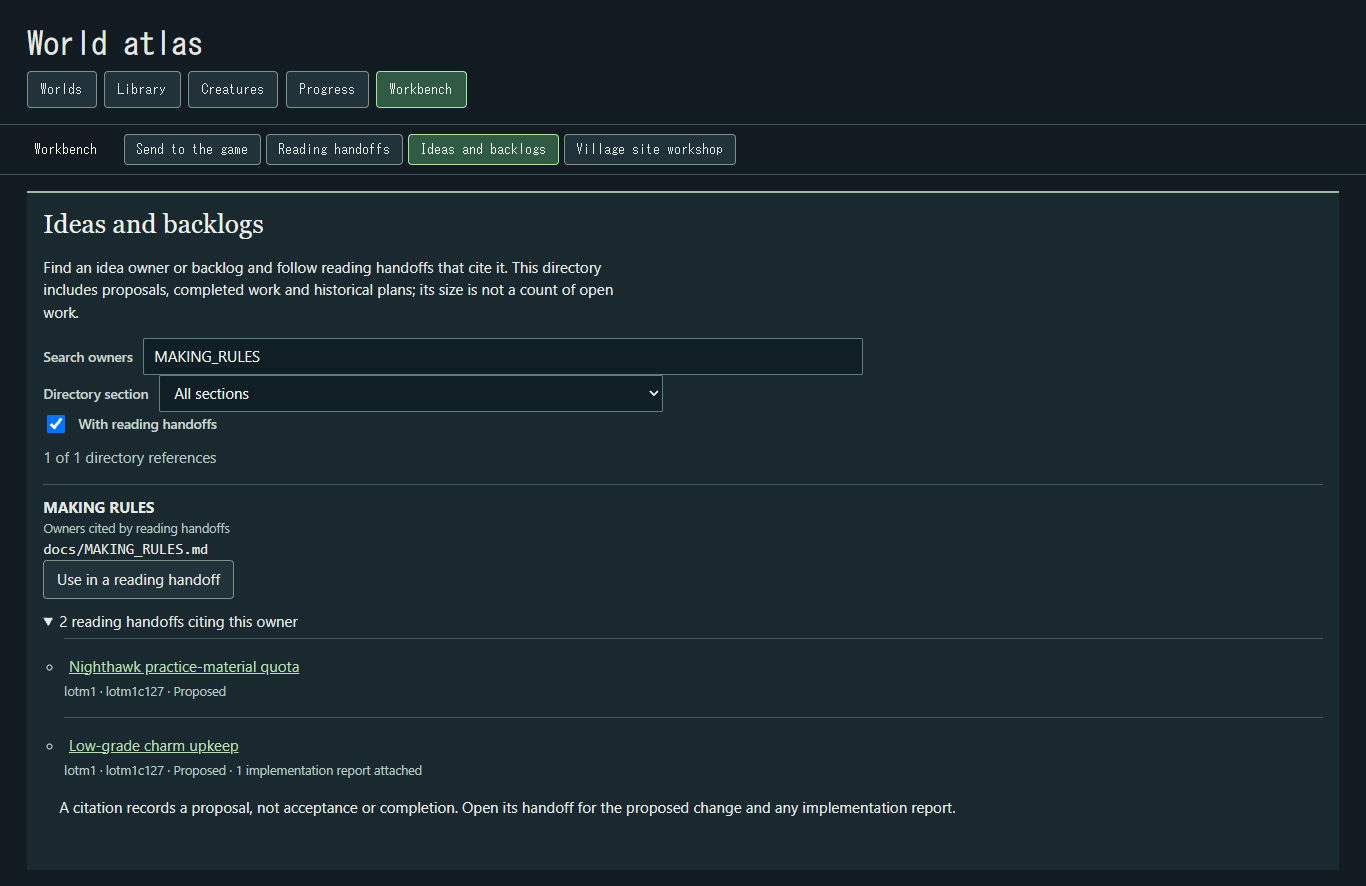 World atlas
Worlds
Library
Creatures
Progress
Workbench
Workbench
Send to the game
Reading handoffs
Ideas and backlogs
Village site workshop
Ideas and backlogs
Find an idea owner or backlog and follow reading handoffs that cite it. This directory
includes proposals, completed work and historical plans; its size is not a count of open
work.
Search owners
MAKING_RULES
Directory section
All sections
With reading handoffs
1 of 1 directory references
MAKING RULES
Owners cited by reading handoffs
docs/MAKING_RULES.md
Use in a reading handoff
▼ 2 reading handoffs citing this owner
Nighthawk practice-material quota
lotm1 · lotm1c127 · Proposed
Low-grade charm upkeep
lotm1 · lotm1c127 · Proposed · 1 implementation report attached
A citation records a proposal, not acceptance or completion. Open its handoff for the proposed change and any implementation report.